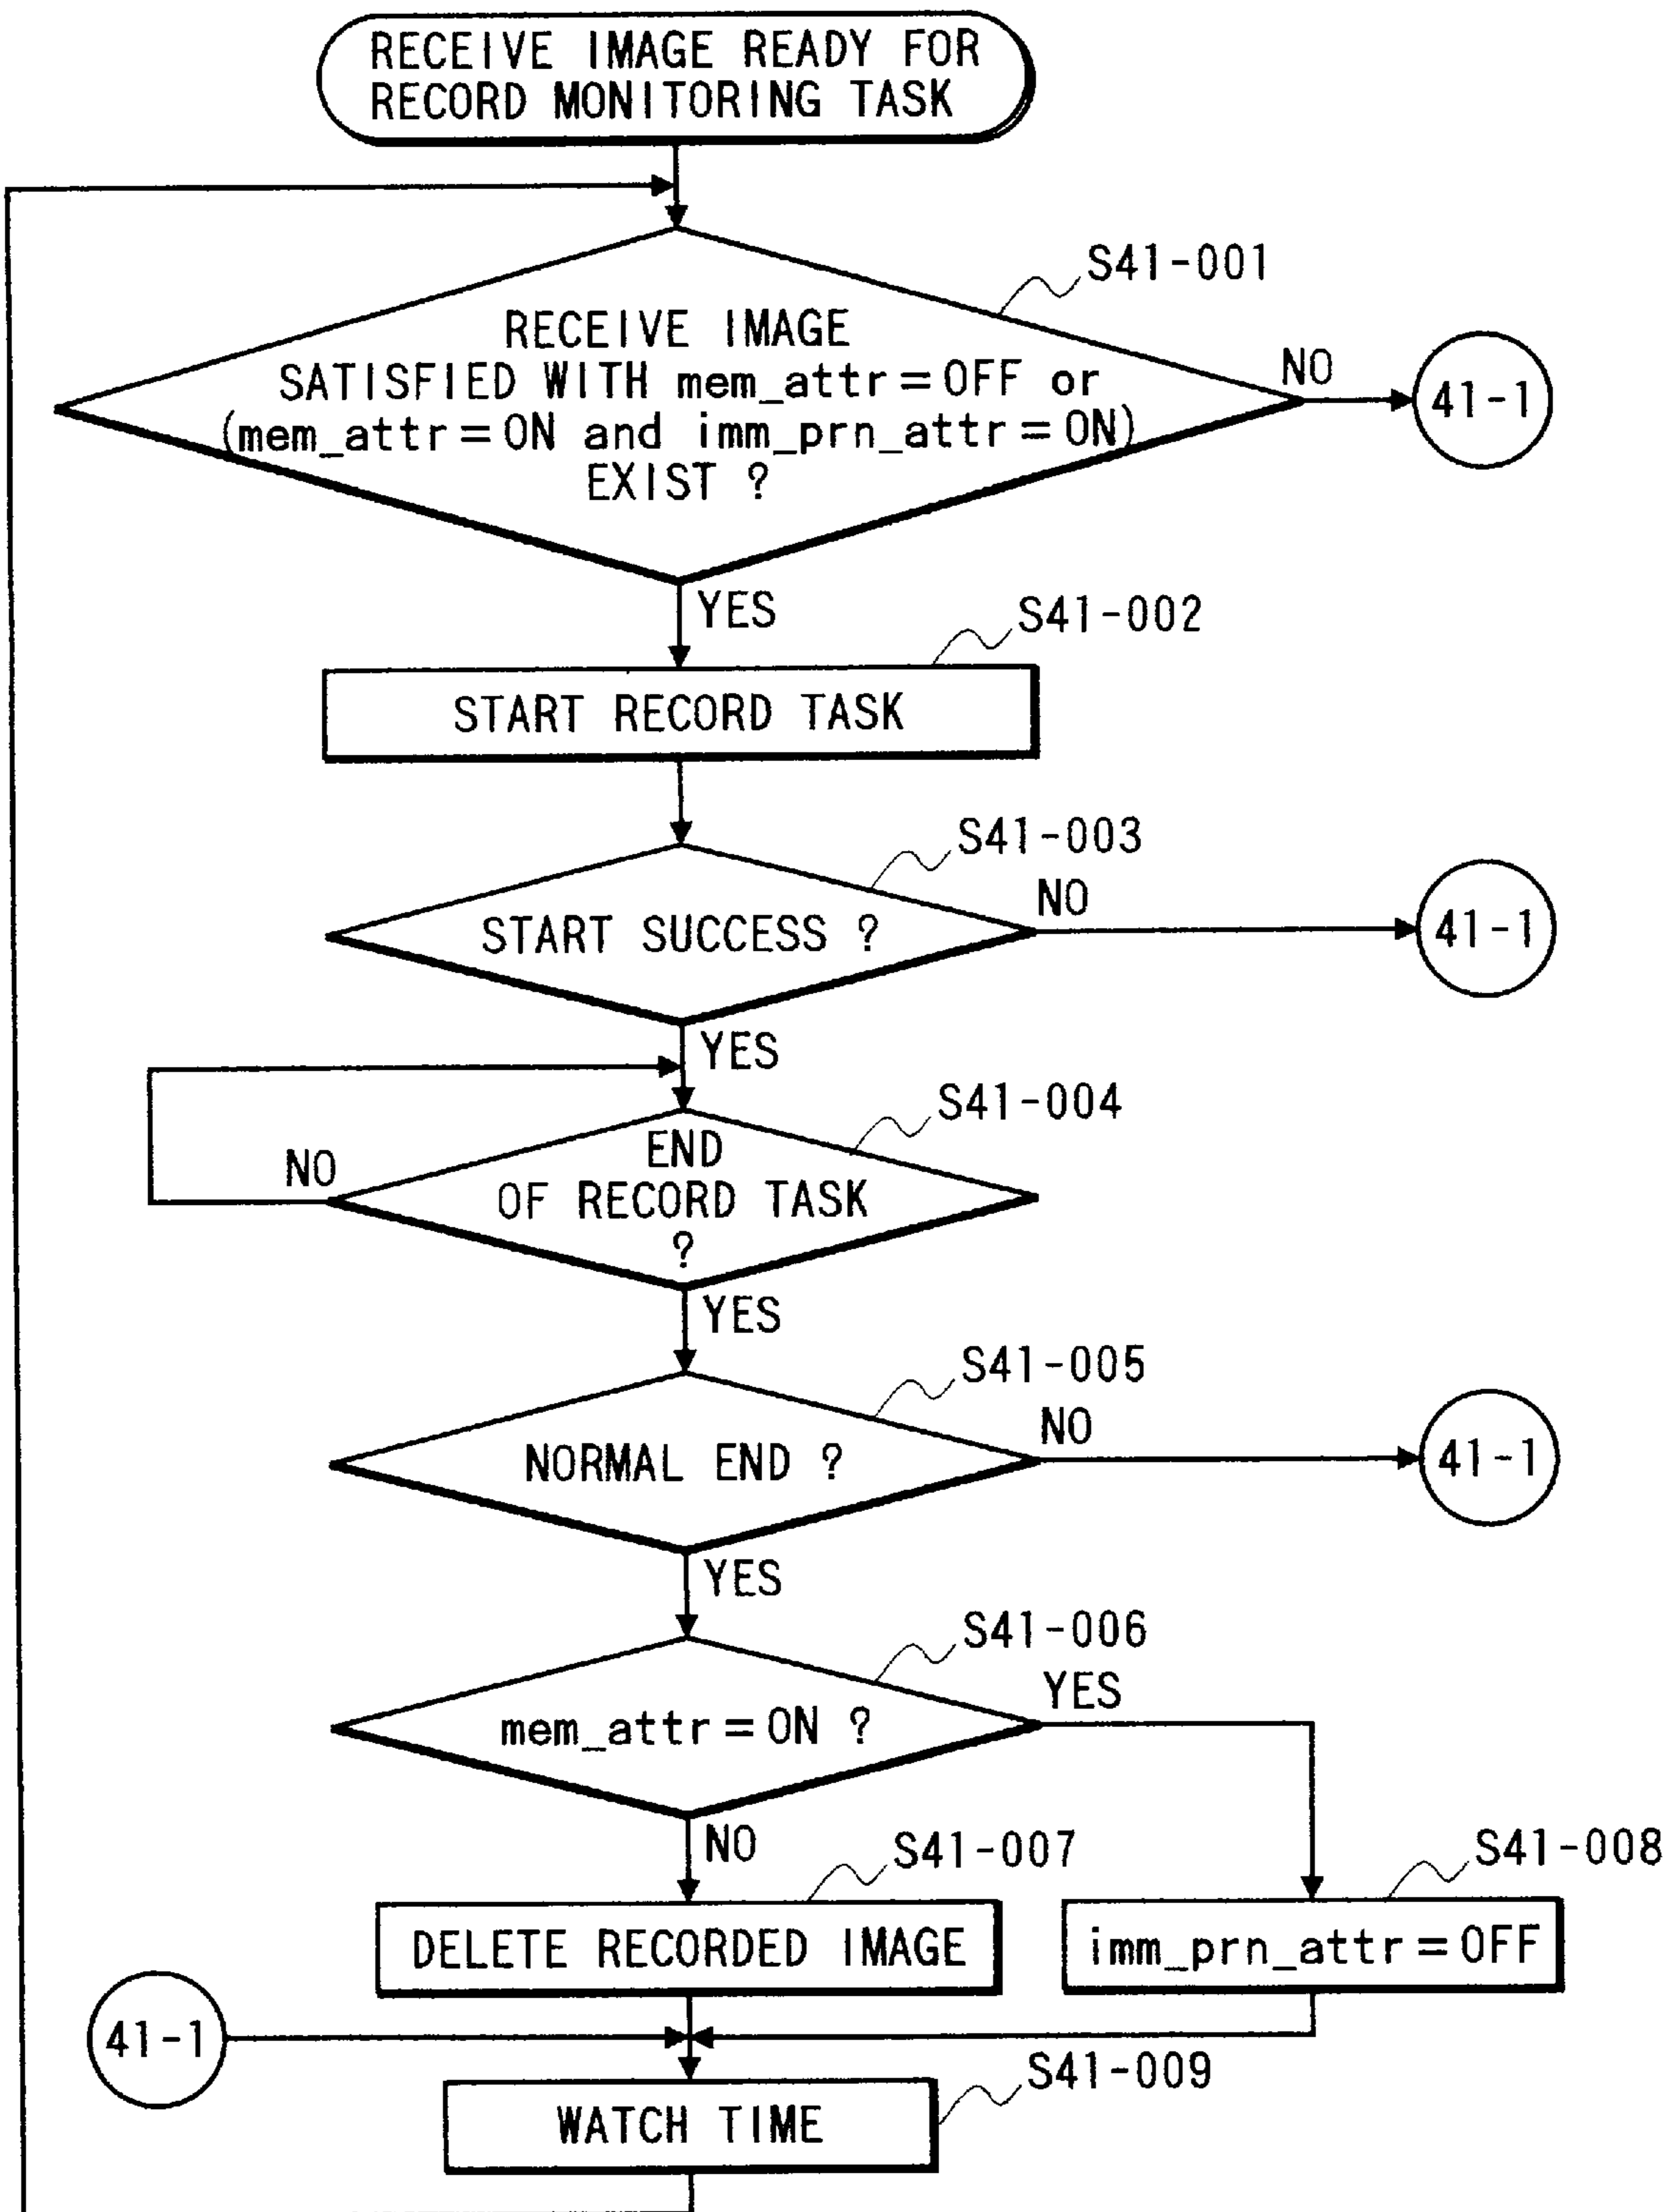 RECEIVE IMAGE READY FOR
RECORD MONITORING TASK
S41-001
RECEIVE IMAGE
SATISFIED WITH mem_attr=OFF or
(mem_attr=ON and imm_prn_attr=ON)
EXIST ?
NO
41-1
YES
S41-002
START RECORD TASK
S41-003
START SUCCESS ?
NO
41-1
YES
S41-004
END
OF RECORD TASK
?
NO
YES
S41-005
NORMAL END ?
NO
41-1
YES
S41-006
mem_attr=ON ?
YES
NO
S41-007
DELETE RECORDED IMAGE
S41-008
imm_prn_attr=OFF
41-1
S41-009
WATCH TIME